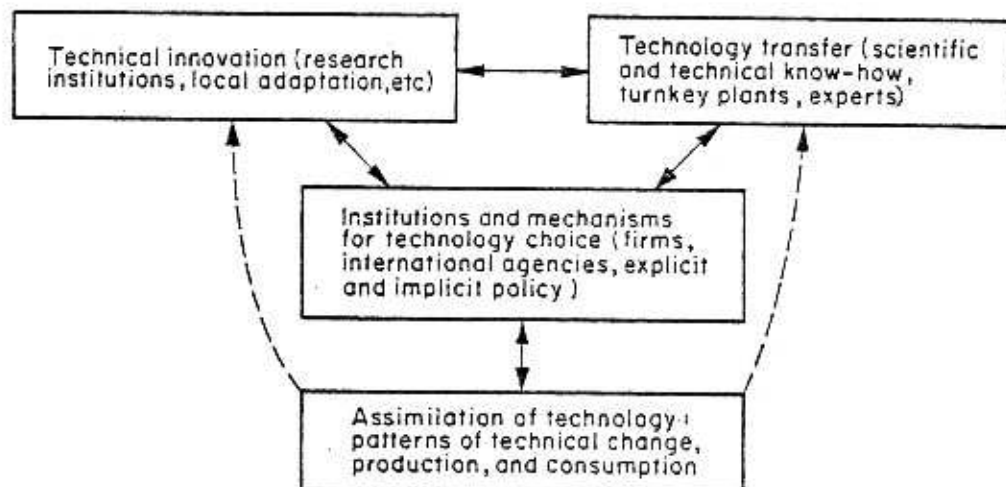 Technical innovation (research
institutions, local adaptation, etc)
Technology transfer (scientific
and technical know-how,
turnkey plants, experts)
Institutions and mechanisms
for technology choice (firms,
international agencies, explicit
and implicit policy)
Assimilation of technology:
patterns of technical change,
production, and consumption